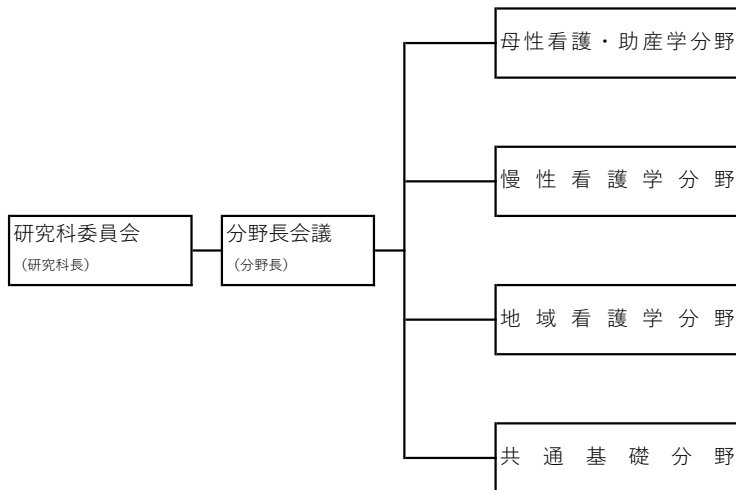 母性看護・助産学分野
慢性看護学分野
研究科委員会
(研究科長)
分野長会議
(分野長)
地域看護学分野
共通基礎分野